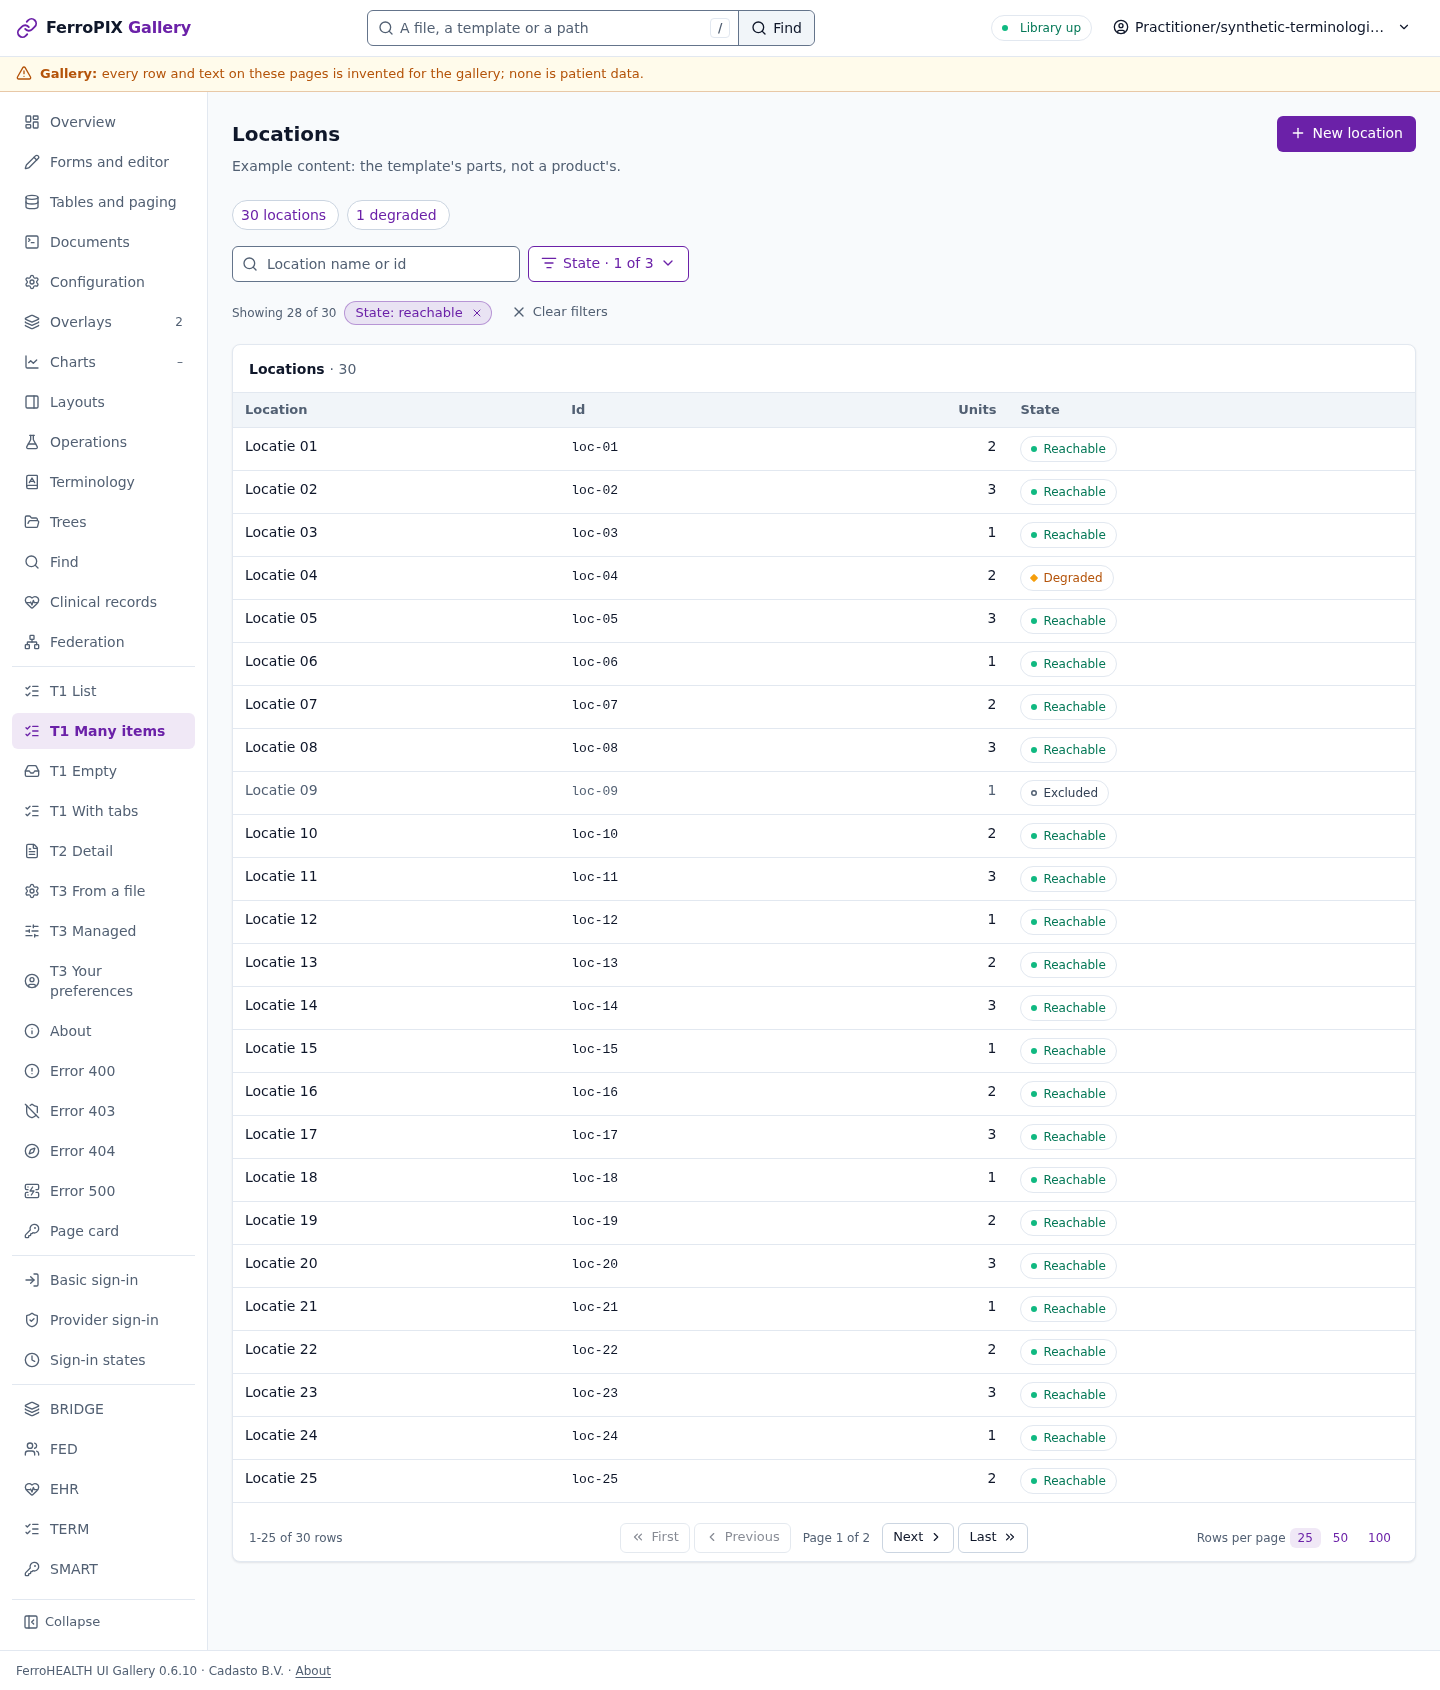 FerroPIX Gallery
A file, a template or a path
/
Find
Library up
Practitioner/synthetic-terminologi...
Gallery: every row and text on these pages is invented for the gallery; none is patient data.
Overview
Forms and editor
Tables and paging
Documents
Configuration
Overlays 2
Charts –
Layouts
Operations
Terminology
Trees
Find
Clinical records
Federation
T1 List
T1 Many items
T1 Empty
T1 With tabs
T2 Detail
T3 From a file
T3 Managed
T3 Your
preferences
About
Error 400
Error 403
Error 404
Error 500
Page card
Basic sign-in
Provider sign-in
Sign-in states
BRIDGE
FED
EHR
TERM
SMART
Collapse
Locations
New location
Example content: the template's parts, not a product's.
30 locations 1 degraded
Location name or id
State · 1 of 3
Showing 28 of 30 State: reachable Clear filters
Locations · 30
Location Id Units State
Locatie 01 loc-01 2 Reachable
Locatie 02 loc-02 3 Reachable
Locatie 03 loc-03 1 Reachable
Locatie 04 loc-04 2 Degraded
Locatie 05 loc-05 3 Reachable
Locatie 06 loc-06 1 Reachable
Locatie 07 loc-07 2 Reachable
Locatie 08 loc-08 3 Reachable
Locatie 09 loc-09 1 Excluded
Locatie 10 loc-10 2 Reachable
Locatie 11 loc-11 3 Reachable
Locatie 12 loc-12 1 Reachable
Locatie 13 loc-13 2 Reachable
Locatie 14 loc-14 3 Reachable
Locatie 15 loc-15 1 Reachable
Locatie 16 loc-16 2 Reachable
Locatie 17 loc-17 3 Reachable
Locatie 18 loc-18 1 Reachable
Locatie 19 loc-19 2 Reachable
Locatie 20 loc-20 3 Reachable
Locatie 21 loc-21 1 Reachable
Locatie 22 loc-22 2 Reachable
Locatie 23 loc-23 3 Reachable
Locatie 24 loc-24 1 Reachable
Locatie 25 loc-25 2 Reachable
1-25 of 30 rows First Previous Page 1 of 2 Next Last Rows per page 25 50 100
FerroHEALTH UI Gallery 0.6.10 · Cadasto B.V. · About